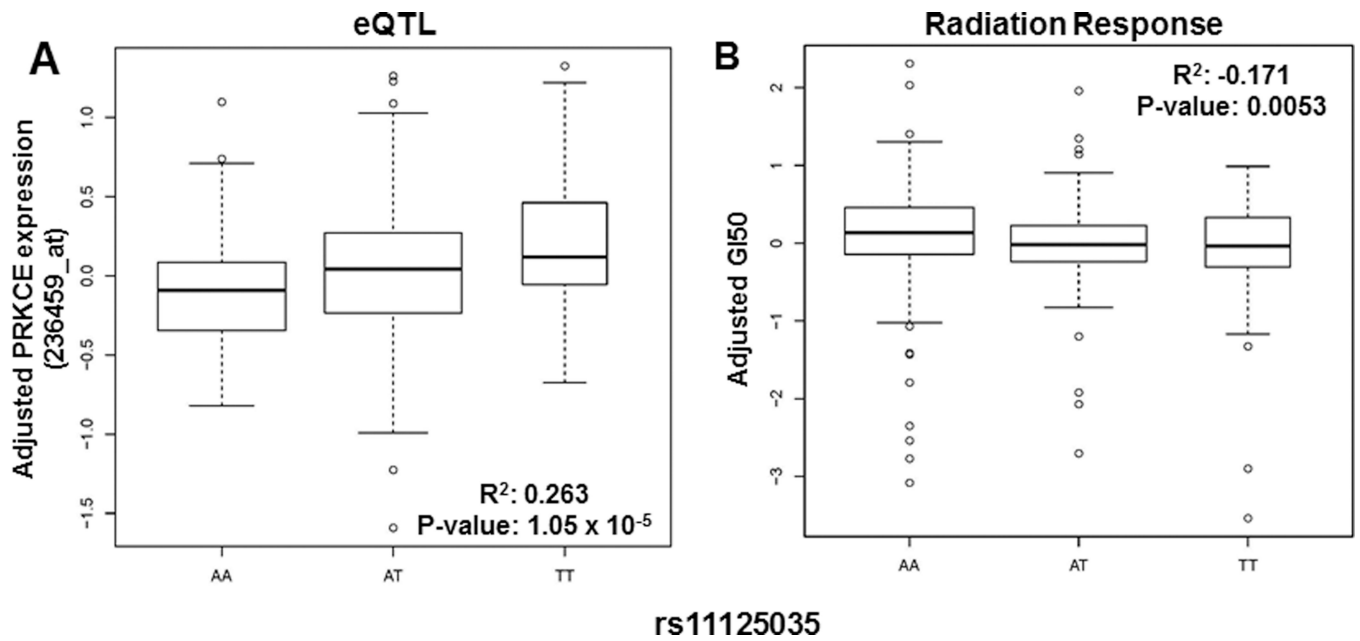 eQTL
A
Adjusted PRKCE expression
(236459_at)
1.0
0.5
0.0
−0.5
−1.0
−1.5
R²: 0.263
P-value: 1.05 x 10⁻⁵
AA
AT
TT
Radiation Response
B
Adjusted GI50
2
1
0
−1
−2
−3
R²: -0.171
P-value: 0.0053
AA
AT
TT
rs11125035